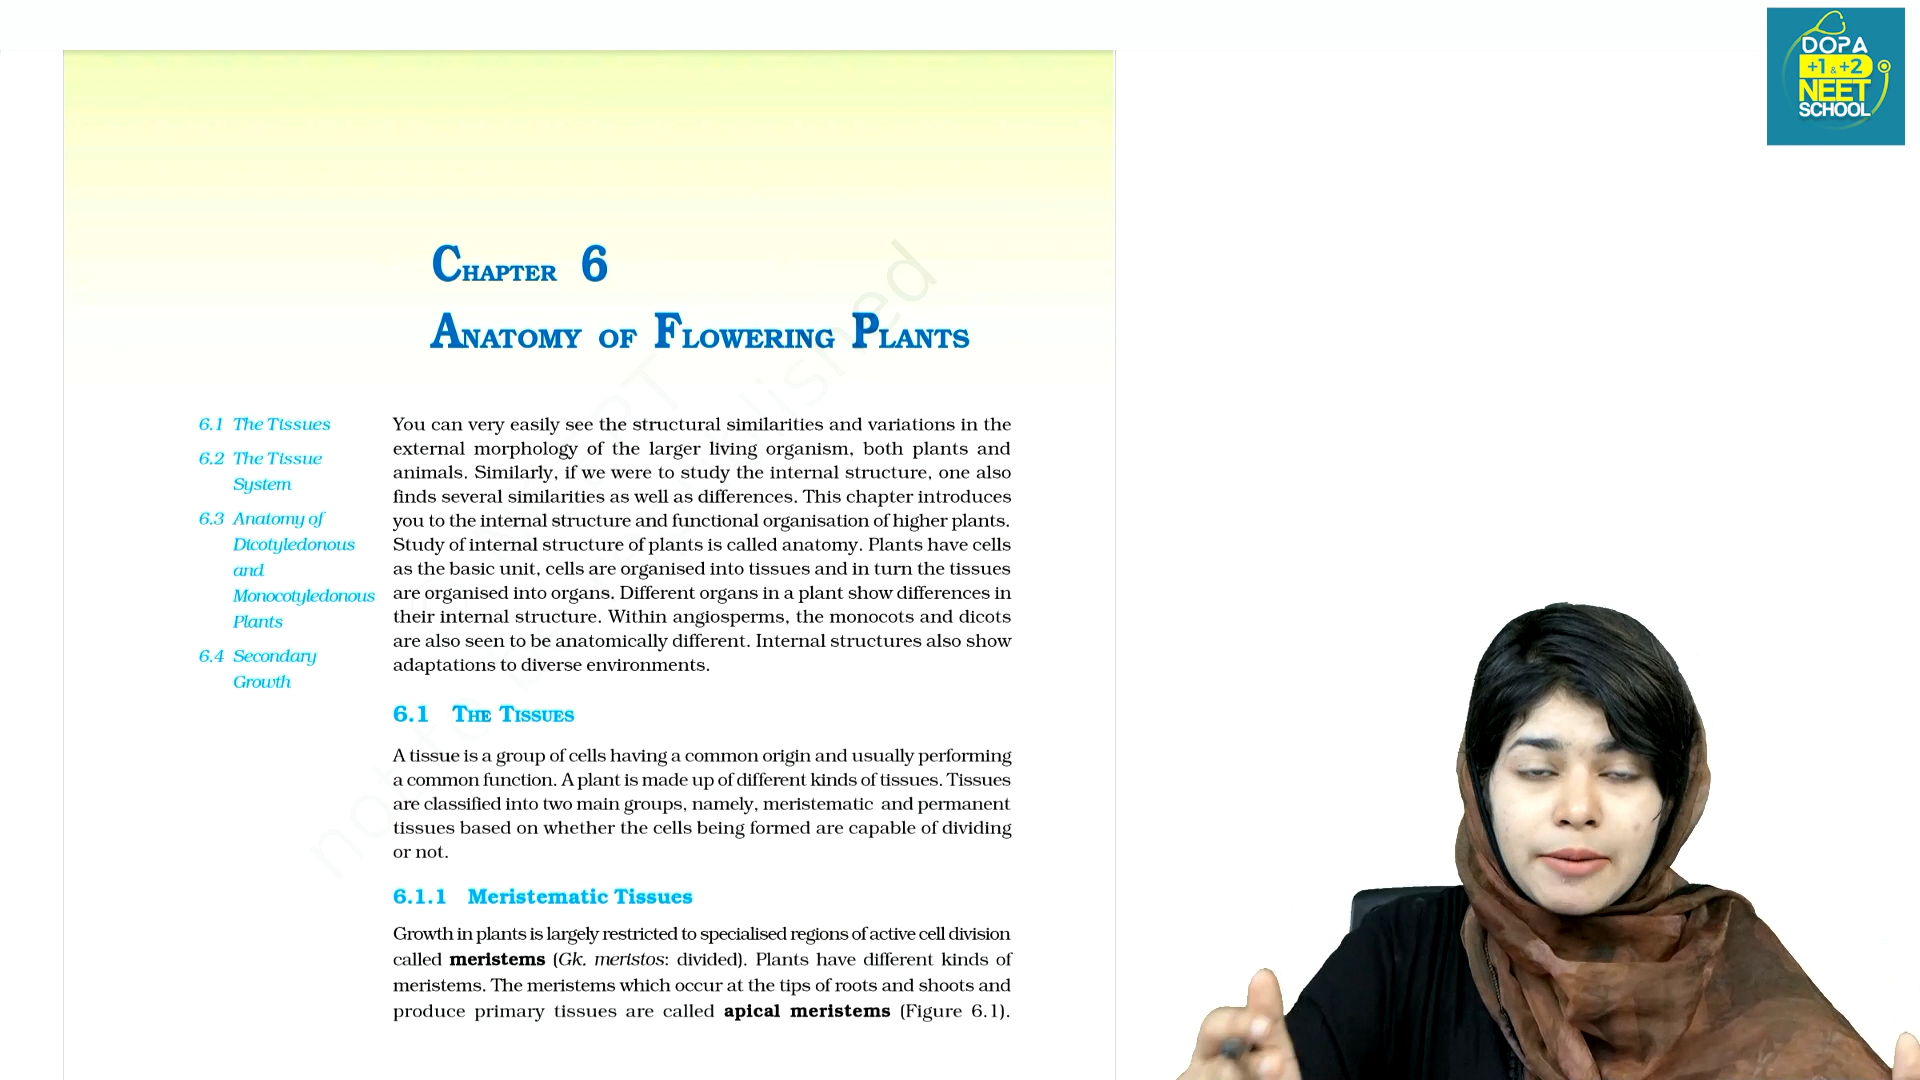 DOPA
+1 & +2
NEET
SCHOOL
CHAPTER 6
ANATOMY OF FLOWERING PLANTS
6.1 The Tissues
6.2 The Tissue
System
6.3 Anatomy of
Dicotyledonous
and
Monocotyledonous
Plants
6.4 Secondary
Growth
You can very easily see the structural similarities and variations in the
external morphology of the larger living organism, both plants and
animals. Similarly, if we were to study the internal structure, one also
finds several similarities as well as differences. This chapter introduces
you to the internal structure and functional organisation of higher plants.
Study of internal structure of plants is called anatomy. Plants have cells
as the basic unit, cells are organised into tissues and in turn the tissues
are organised into organs. Different organs in a plant show differences in
their internal structure. Within angiosperms, the monocots and dicots
are also seen to be anatomically different. Internal structures also show
adaptations to diverse environments.
6.1 THE TISSUES
A tissue is a group of cells having a common origin and usually performing
a common function. A plant is made up of different kinds of tissues. Tissues
are classified into two main groups, namely, meristematic and permanent
tissues based on whether the cells being formed are capable of dividing
or not.
6.1.1 Meristematic Tissues
Growth in plants is largely restricted to specialised regions of active cell division
called meristems (Gk. meristos: divided). Plants have different kinds of
meristems. The meristems which occur at the tips of roots and shoots and
produce primary tissues are called apical meristems (Figure 6.1).